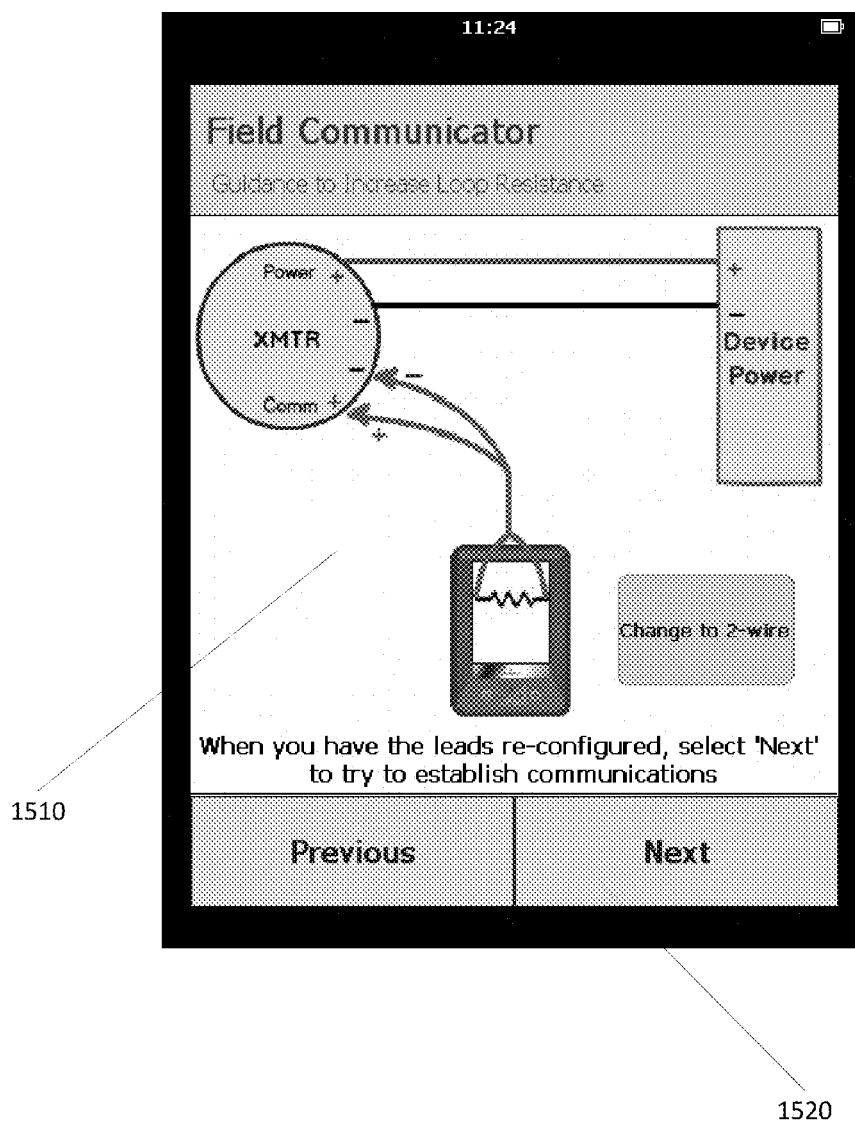 11:24
Field Communicator
Guidance to Increase Loop Resistance
Power +
+
−
−
XMTR
Device
Power
− −
Comm +
+
Change to 2-wire
When you have the leads re-configured, select 'Next'
to try to establish communications
1510
Previous Next
1520